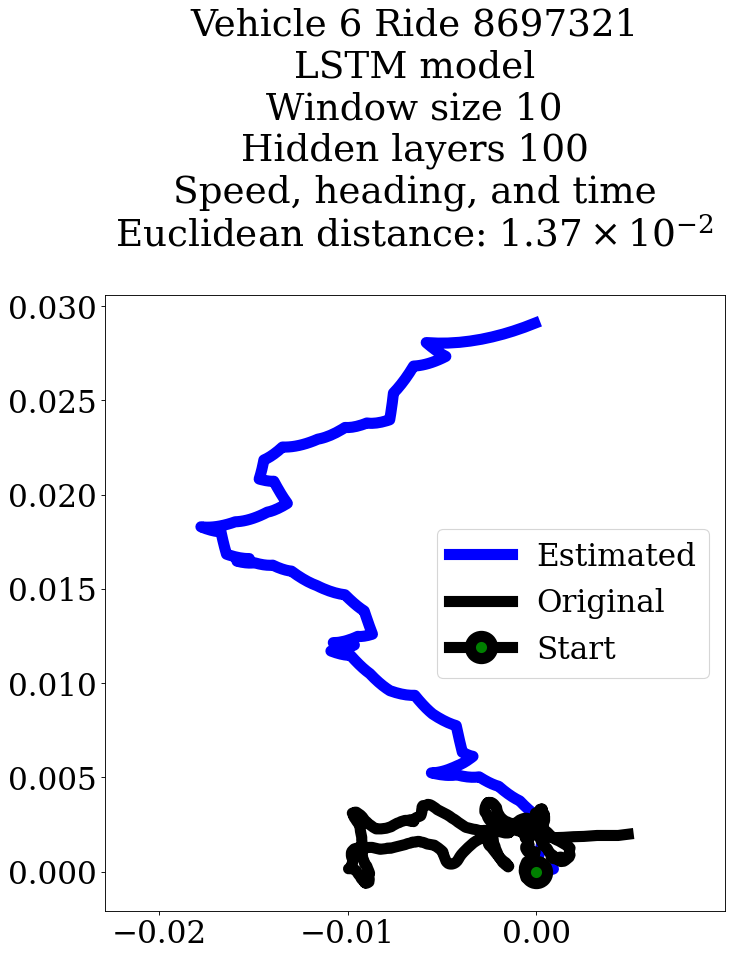 Vehicle 6 Ride 8697321
LSTM model
Window size 10
Hidden layers 100
Speed, heading, and time
Euclidean distance: 1.37 × 10⁻²
0.030
0.025
0.020
0.015
0.010
0.005
0.000
Estimated
Original
Start
−0.02 −0.01 0.00